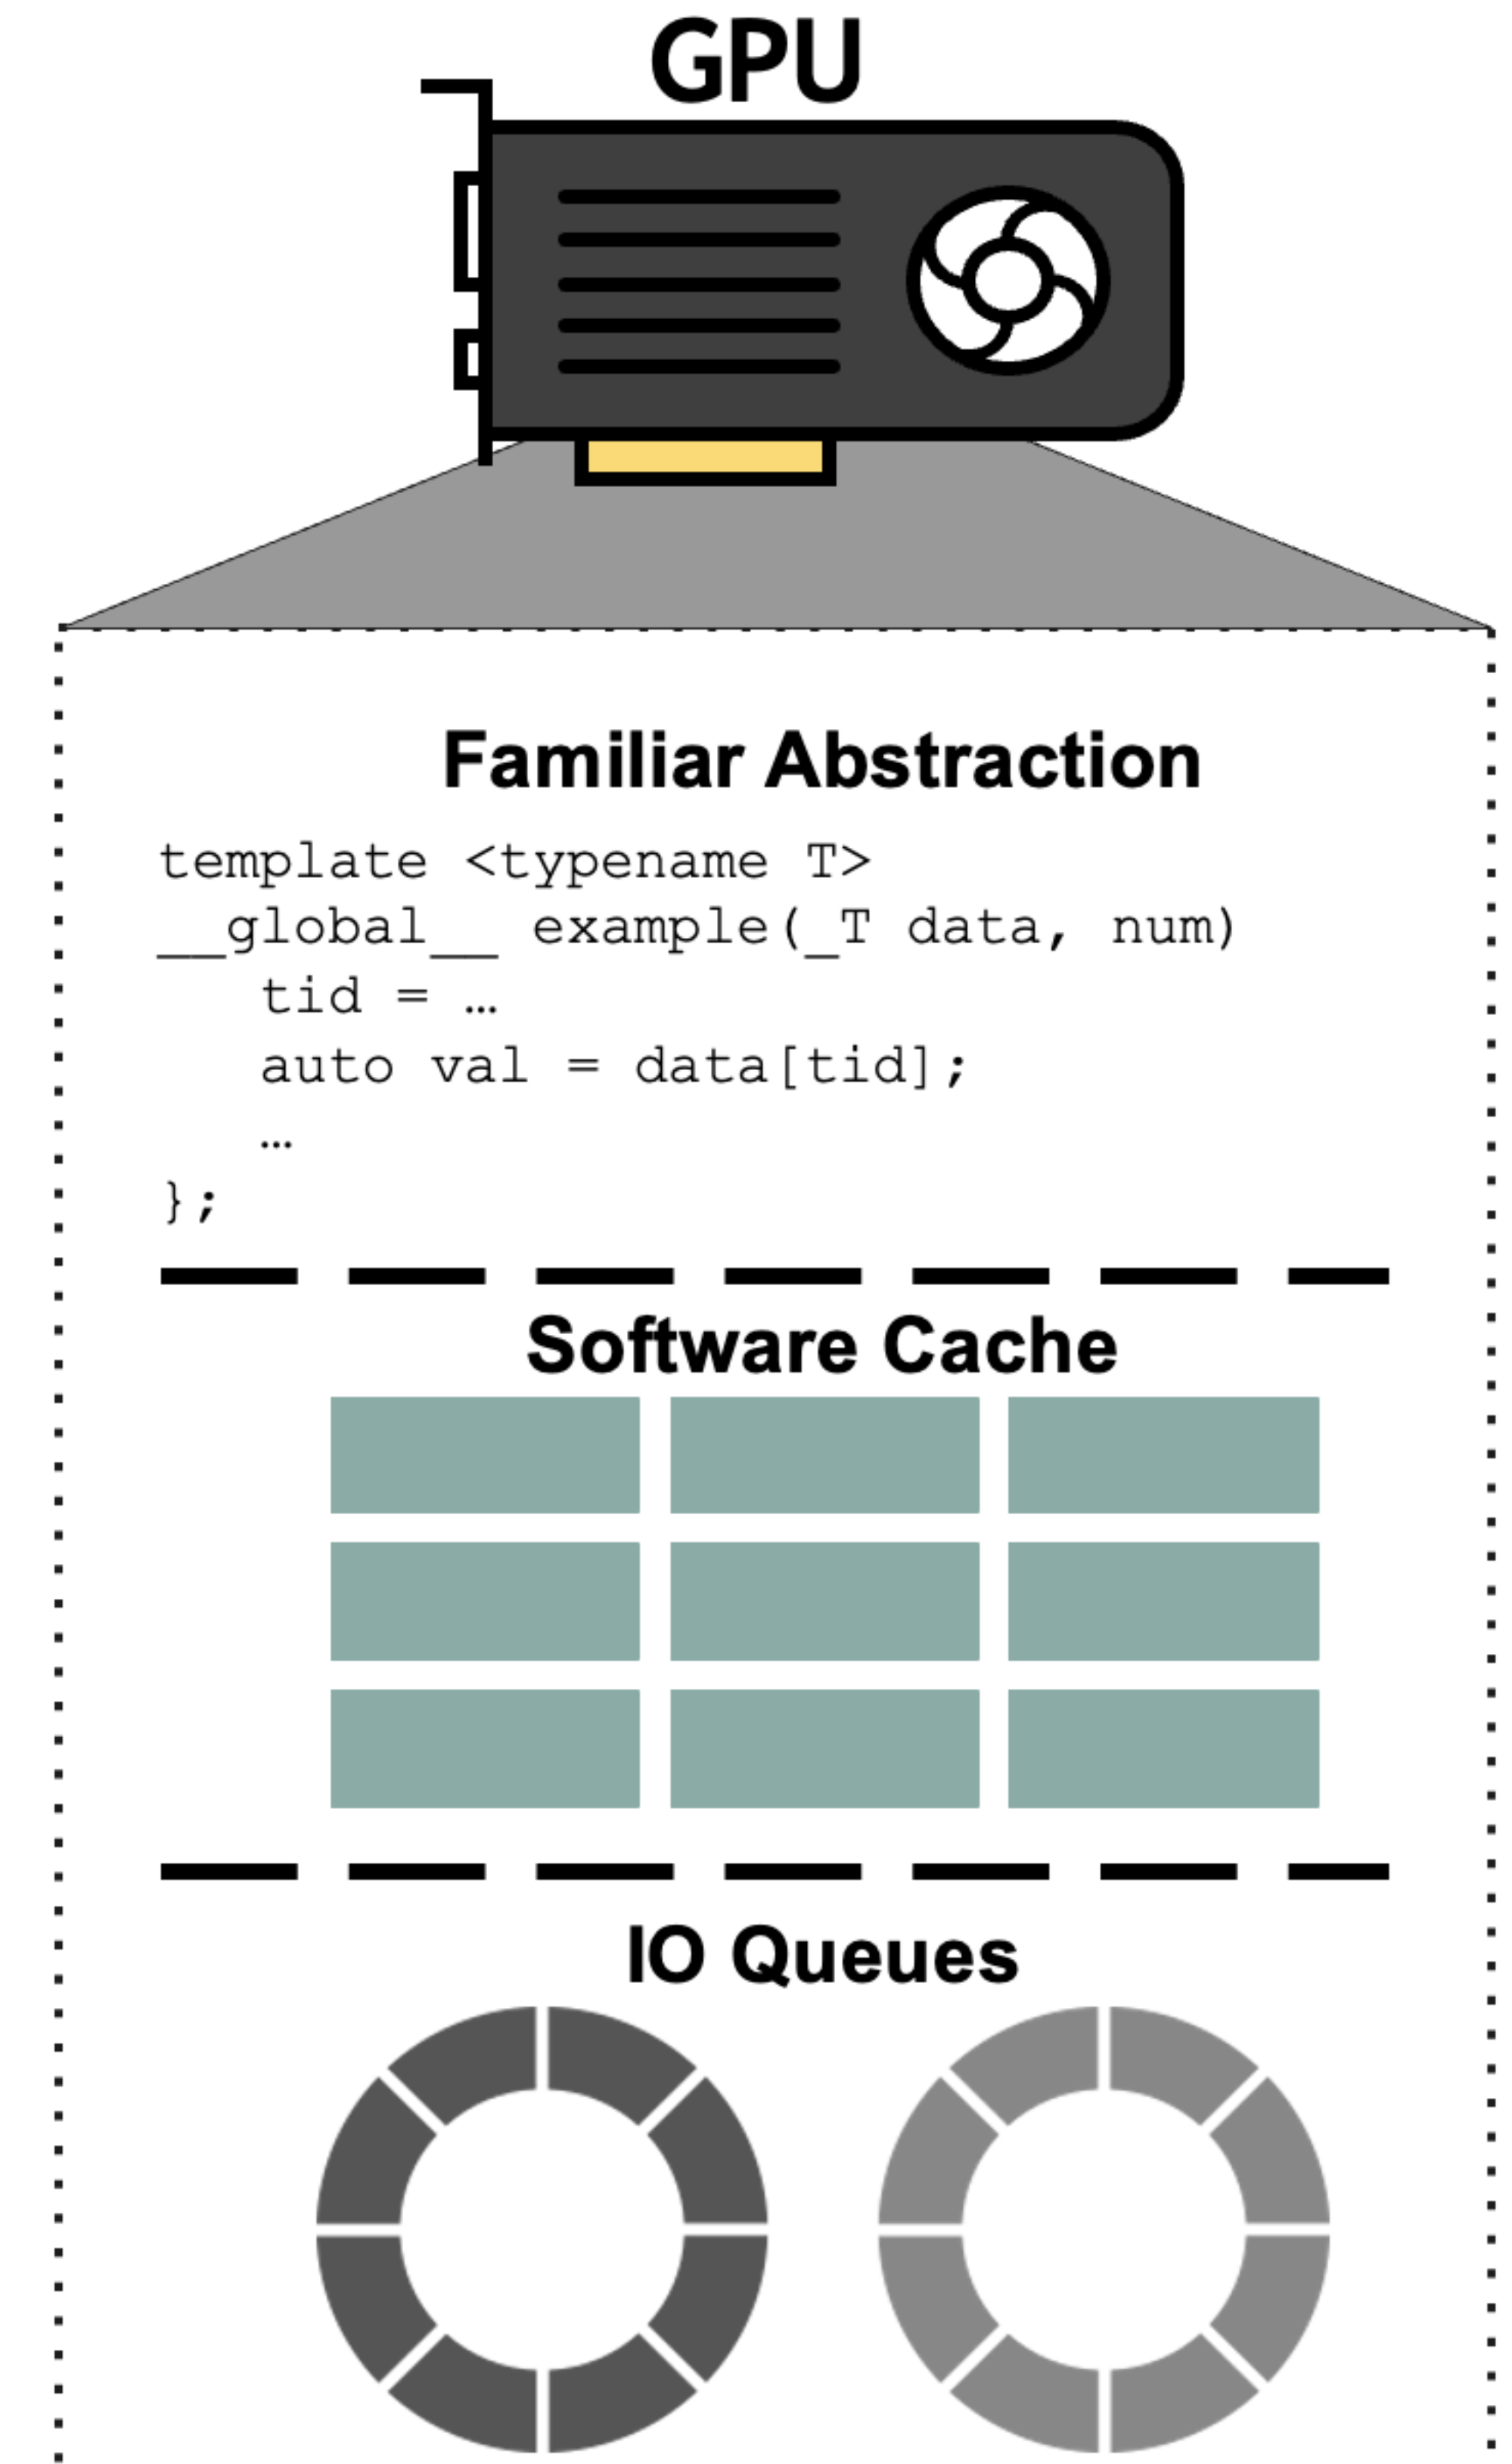 GPU
Familiar Abstraction
template <typename T>
__global__ example(_T data, num)
   tid = …
   auto val = data[tid];
   …
};
Software Cache
IO Queues